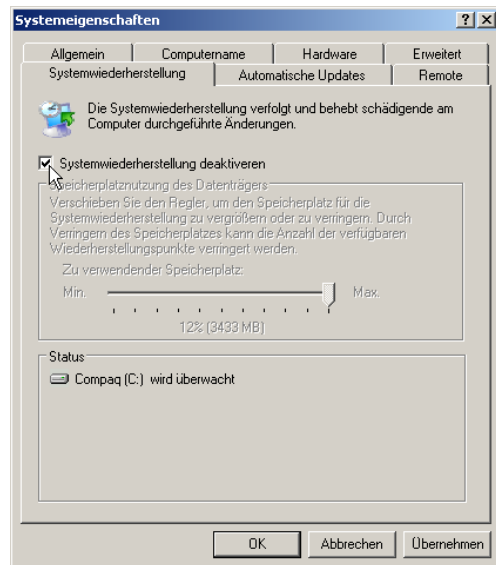 Systemeigenschaften
Allgemein Computername Hardware Erweitert
Systemwiederherstellung Automatische Updates Remote
Die Systemwiederherstellung verfolgt und behebt schädigende am
Computer durchgeführte Änderungen.
Systemwiederherstellung deaktiveren
Speicherplatznutzung des Datenträgers
Verschieben Sie den Regler, um den Speicherplatz für die
Systemwiederherstellung zu vergrößern oder zu verringern. Durch
Verringern des Speicherplatzes kann die Anzahl der verfügbaren
Wiederherstellungspunkte verringert werden.
Zu verwendender Speicherplatz:
Min. Max.
12% (3433 MB)
Status
Compaq (C:) wird überwacht
OK Abbrechen Übernehmen